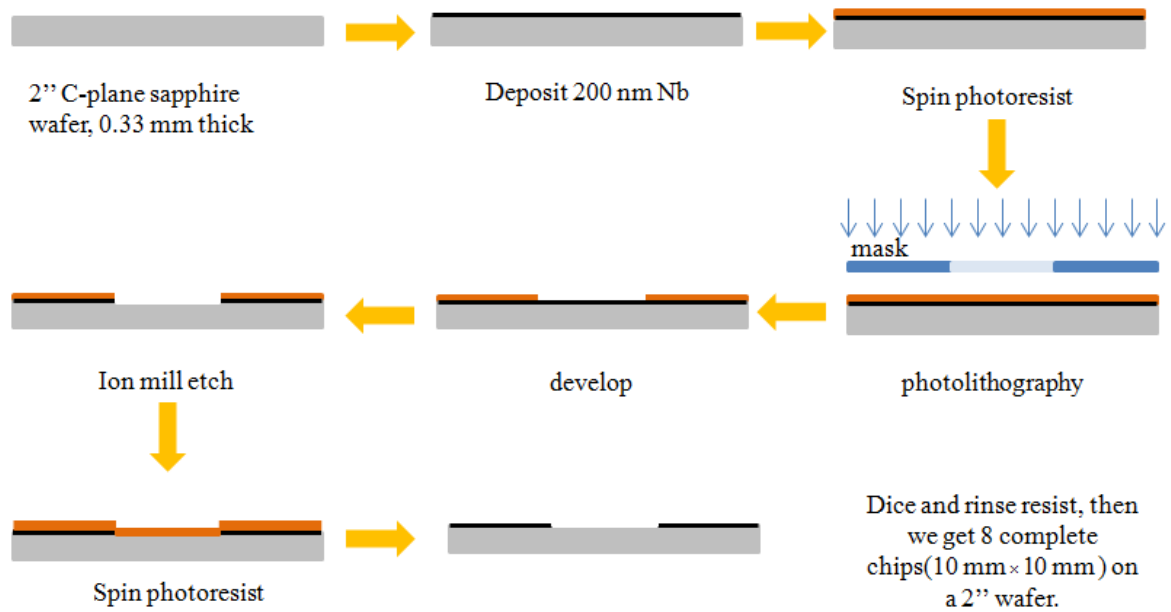 2’’ C-plane sapphire
wafer, 0.33 mm thick
Deposit 200 nm Nb
Spin photoresist
mask
photolithography
develop
Ion mill etch
Spin photoresist
Dice and rinse resist, then
we get 8 complete
chips(10 mm × 10 mm ) on
a 2’’ wafer.